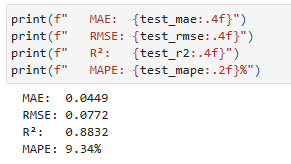 print(f"   MAE:  {test_mae:.4f}")
print(f"   RMSE: {test_rmse:.4f}")
print(f"   R²:   {test_r2:.4f}")
print(f"   MAPE: {test_mape:.2f}%")
MAE:  0.0449
RMSE: 0.0772
R²:   0.8832
MAPE: 9.34%